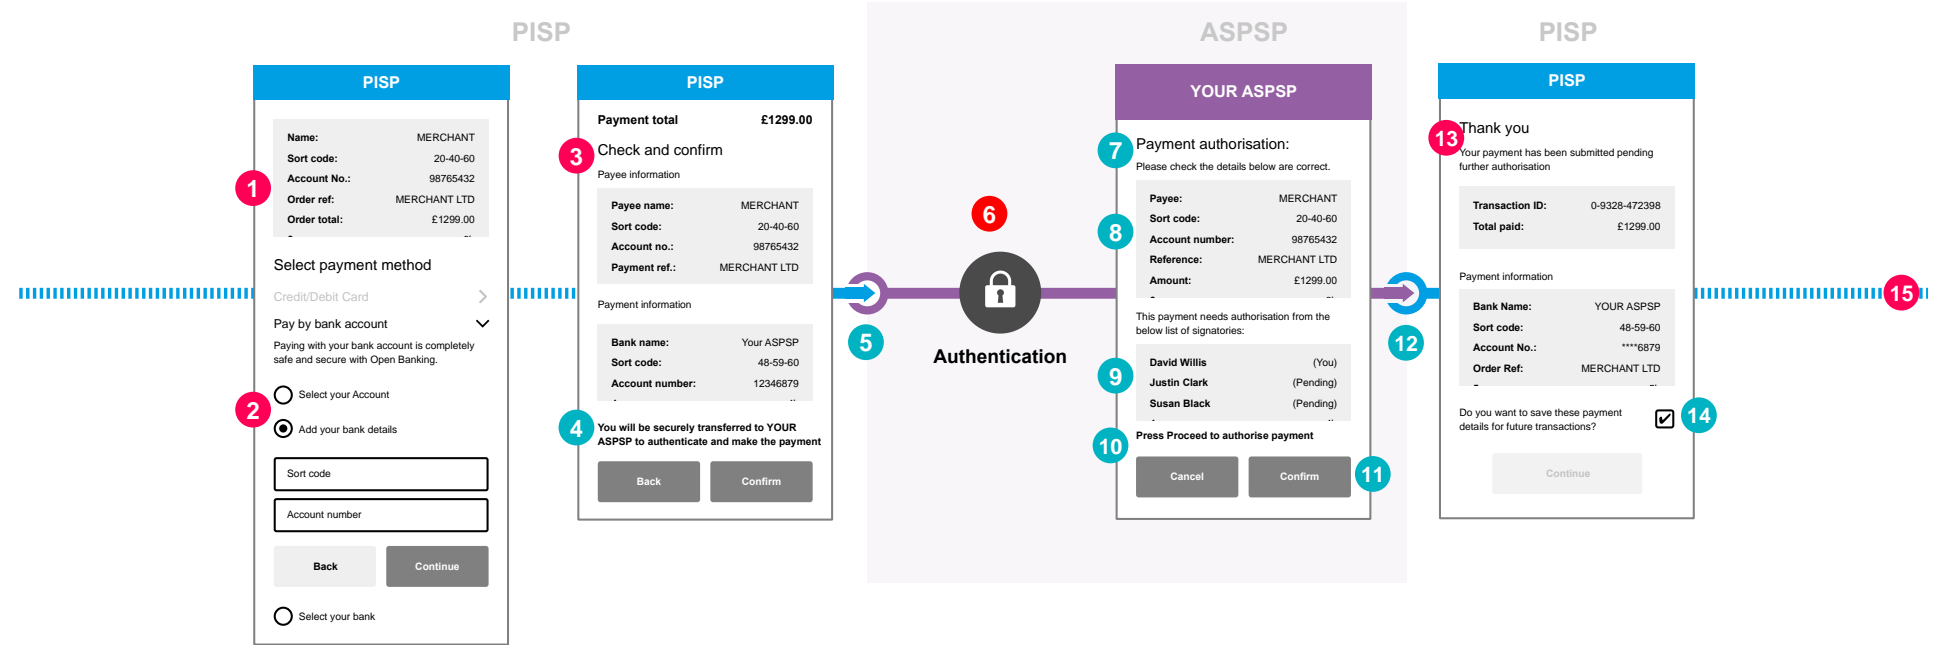 PISP
ASPSP
PISP
PISP
Name: MERCHANT
Sort code: 20-40-60
1
Account No.: 98765432
Order ref: MERCHANT LTD
Order total: £1299.00
Select payment method
Credit/Debit Card
Pay by bank account
Paying with your bank account is completely
safe and secure with Open Banking.
Select your Account
2
Add your bank details
Sort code
Account number
Back Continue
Select your bank
PISP
Payment total £1299.00
3
Check and confirm
Payee information
Payee name: MERCHANT
Sort code: 20-40-60
Account no.: 98765432
Payment ref.: MERCHANT LTD
Payment information
Bank name: Your ASPSP
Sort code: 48-59-60
Account number: 12346879
4
You will be securely transferred to YOUR
ASPSP to authenticate and make the payment
Back Confirm
5
6
Authentication
YOUR ASPSP
7
Payment authorisation:
Please check the details below are correct.
Payee: MERCHANT
Sort code: 20-40-60
8
Account number: 98765432
Reference: MERCHANT LTD
Amount: £1299.00
This payment needs authorisation from the
below list of signatories:
David Willis (You)
9
Justin Clark (Pending)
Susan Black (Pending)
10
Press Proceed to authorise payment
Cancel Confirm
11
12
PISP
13
Thank you
Your payment has been submitted pending
further authorisation
Transaction ID: 0-9328-472398
Total paid: £1299.00
Payment information
Bank Name: YOUR ASPSP
Sort code: 48-59-60
Account No.: ****6879
Order Ref: MERCHANT LTD
Do you want to save these payment
details for future transactions?
14
Continue
15